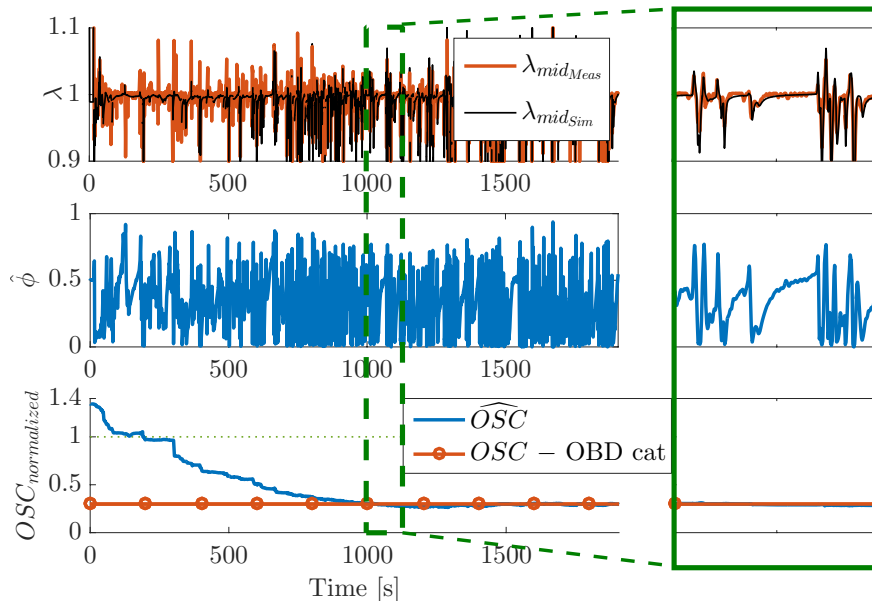 1.1
1
0.9
λ
λmidMeas
λmidSim
0 500 1000 1500
1
0.5
0
ϕ̂
0 500 1000 1500
1.4
1
0.5
0
OSCnormalized
OSC
OSC − OBD cat
0 500 1000 1500
Time [s]